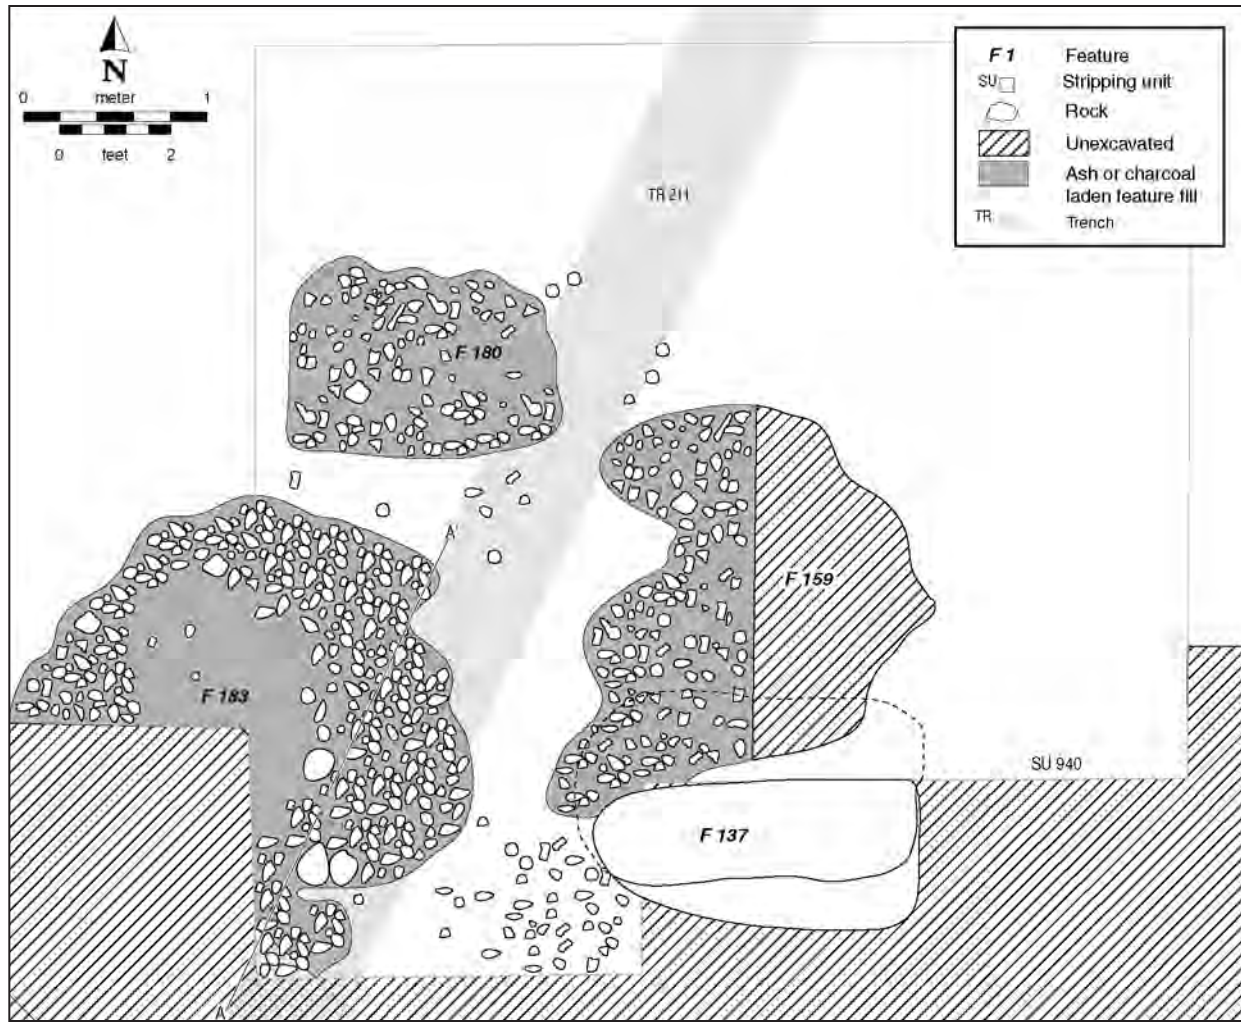 N
0 meter 1
0 feet 2
F 1 Feature
SU Stripping unit
Rock
Unexcavated
Ash or charcoal
laden feature fill
TR Trench
TR 211
F 180
A'
F 159
F 183
SU 940
F 137
A